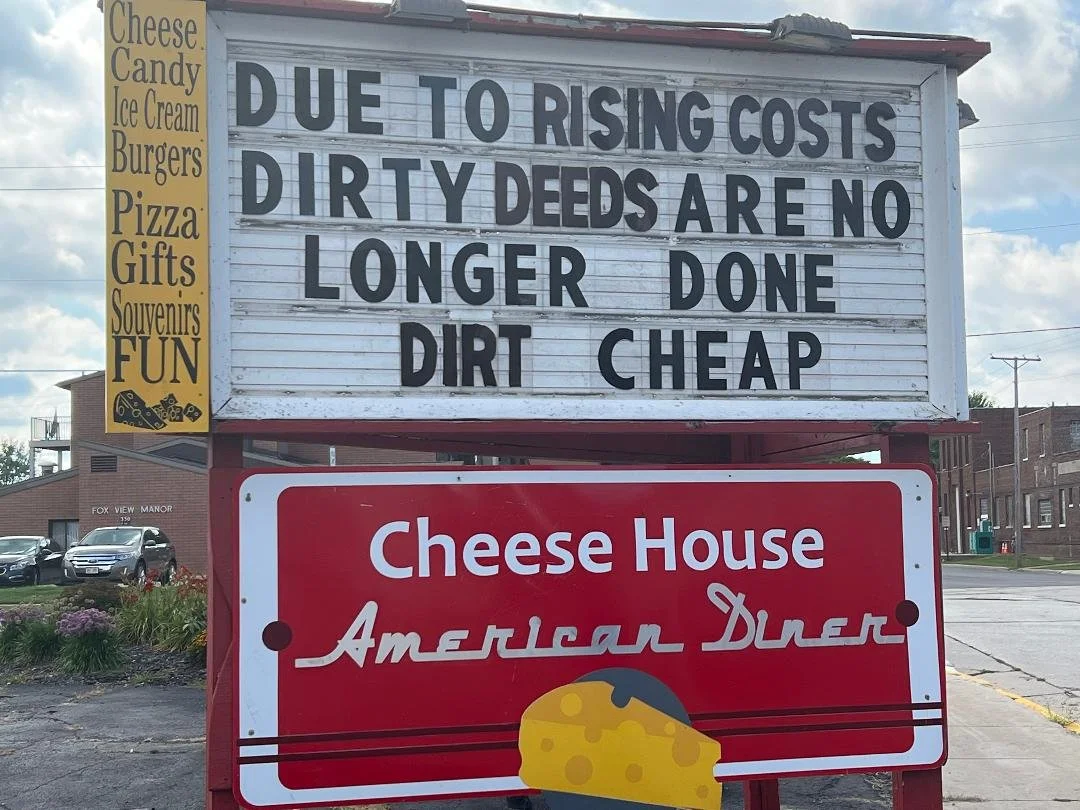 Cheese
Candy
Ice Cream
Burgers
Pizza
Gifts
Souvenirs
FUN
DUE TO RISING COSTS
DIRTY DEEDS ARE NO
LONGER DONE
DIRT CHEAP
FOX VIEW MANOR
330
Cheese House
American Diner